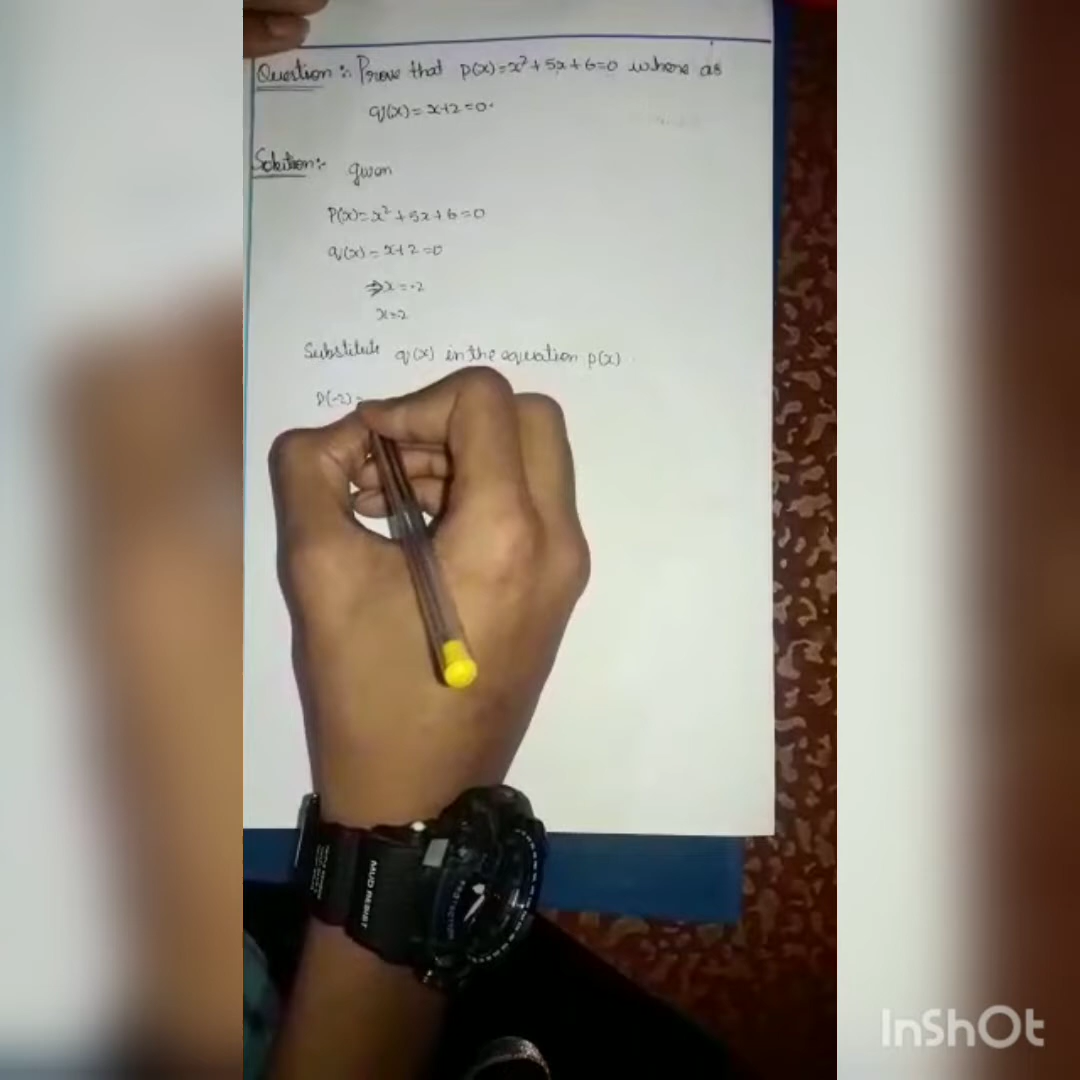 Question :- Prove that p(x)=x²+5x+6=0 where as
q(x)=x+2=0.
Solution:- given
P(x)=x²+5x+6=0
q(x)=x+2=0
⇒x=-2
x=-2
Substitute q(x) in the equation p(x).
P(-2)=
MUD RESIST
PROTECTION
InShOt